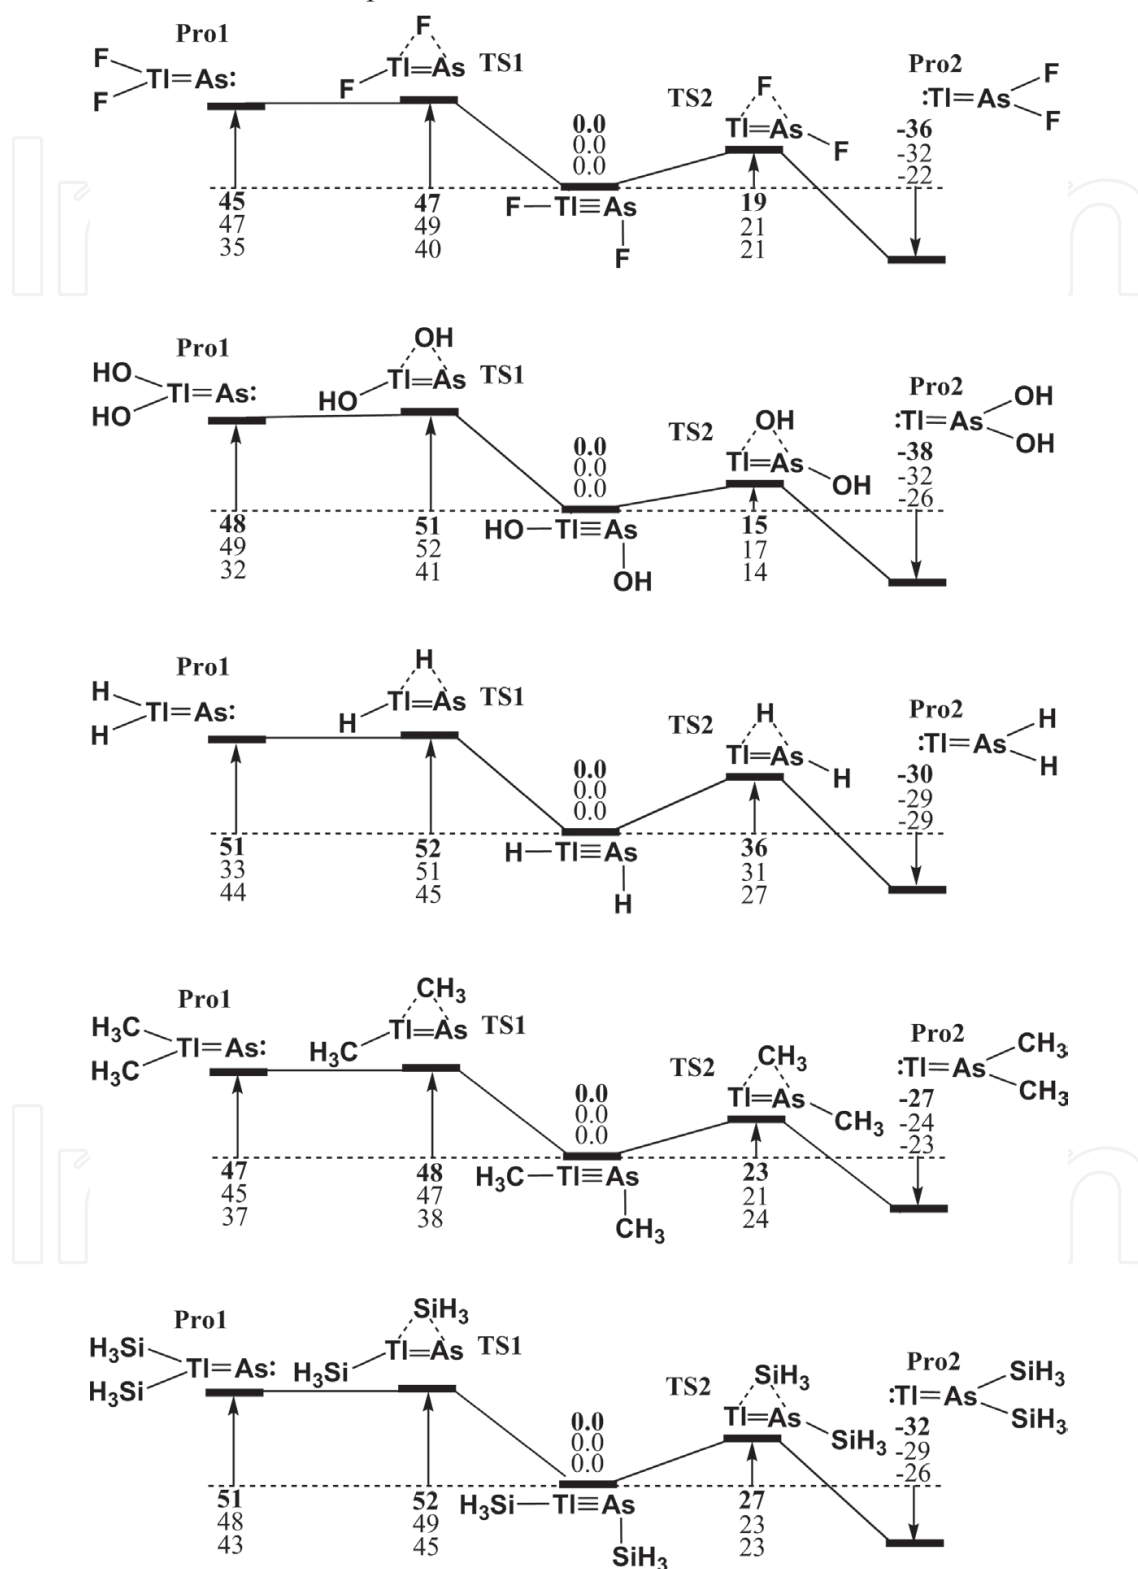 Pro1
F
F
Tl=As:
F
F
Tl=As
TS1
TS2
F
Tl=As
F
Pro2
:Tl=As
F
F
0.0
0.0
0.0
-36
-32
-22
45
47
35
47
49
40
F—Tl≡As
F
19
21
21
Pro1
HO
HO
Tl=As:
OH
HO
Tl=As
TS1
TS2
OH
Tl=As
OH
Pro2
:Tl=As
OH
OH
0.0
0.0
0.0
-38
-32
-26
48
49
32
51
52
41
HO—Tl≡As
OH
15
17
14
Pro1
H
H
Tl=As:
H
H
Tl=As
TS1
TS2
H
Tl=As
H
Pro2
:Tl=As
H
H
0.0
0.0
0.0
-30
-29
-29
51
33
44
52
51
45
H—Tl≡As
H
36
31
27
Pro1
H3C
H3C
Tl=As:
CH3
H3C
Tl=As
TS1
TS2
CH3
Tl=As
CH3
Pro2
:Tl=As
CH3
CH3
0.0
0.0
0.0
-27
-24
-23
47
45
37
48
47
38
H3C—Tl≡As
CH3
23
21
24
Pro1
H3Si
H3Si
Tl=As:
SiH3
H3Si
Tl=As
TS1
TS2
SiH3
Tl=As
SiH3
Pro2
:Tl=As
SiH3
SiH3
0.0
0.0
0.0
-32
-29
-26
51
48
43
52
49
45
H3Si—Tl≡As
SiH3
27
23
23